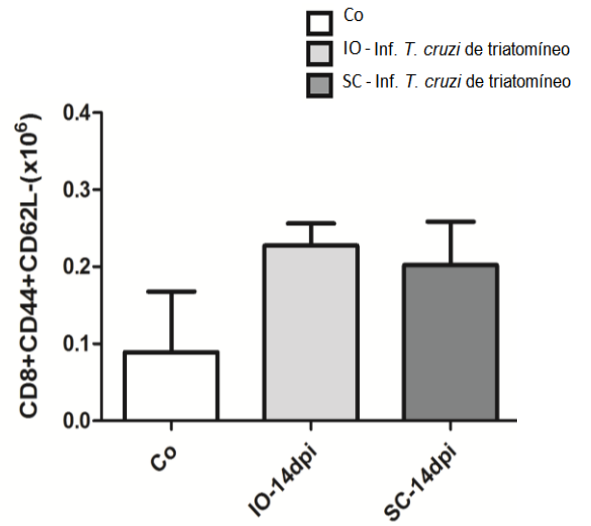 Co
IO - Inf. T. cruzi de triatomíneo
SC - Inf. T. cruzi de triatomíneo
CD8+CD44+CD62L-(x10⁶)
0.4
0.3
0.2
0.1
0.0
Co
IO-14dpi
SC-14dpi